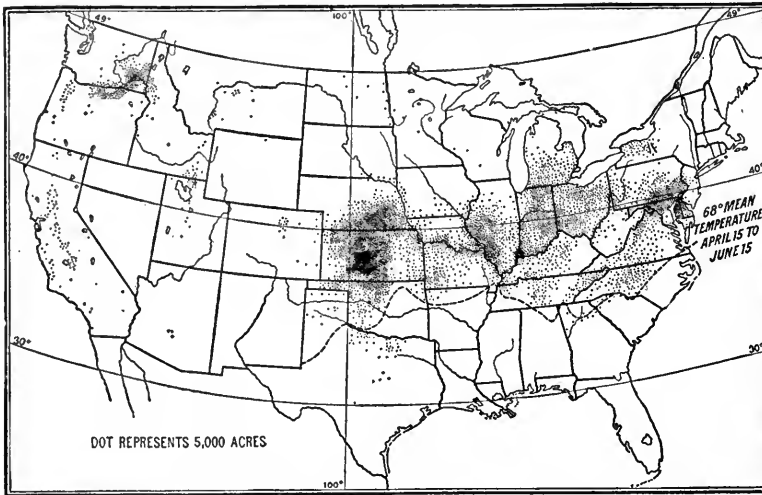 49°
100°
49°
40°
40°
68° MEAN
TEMPERATURE
APRIL 15 TO
JUNE 15
30°
30°
DOT REPRESENTS 5,000 ACRES
100°